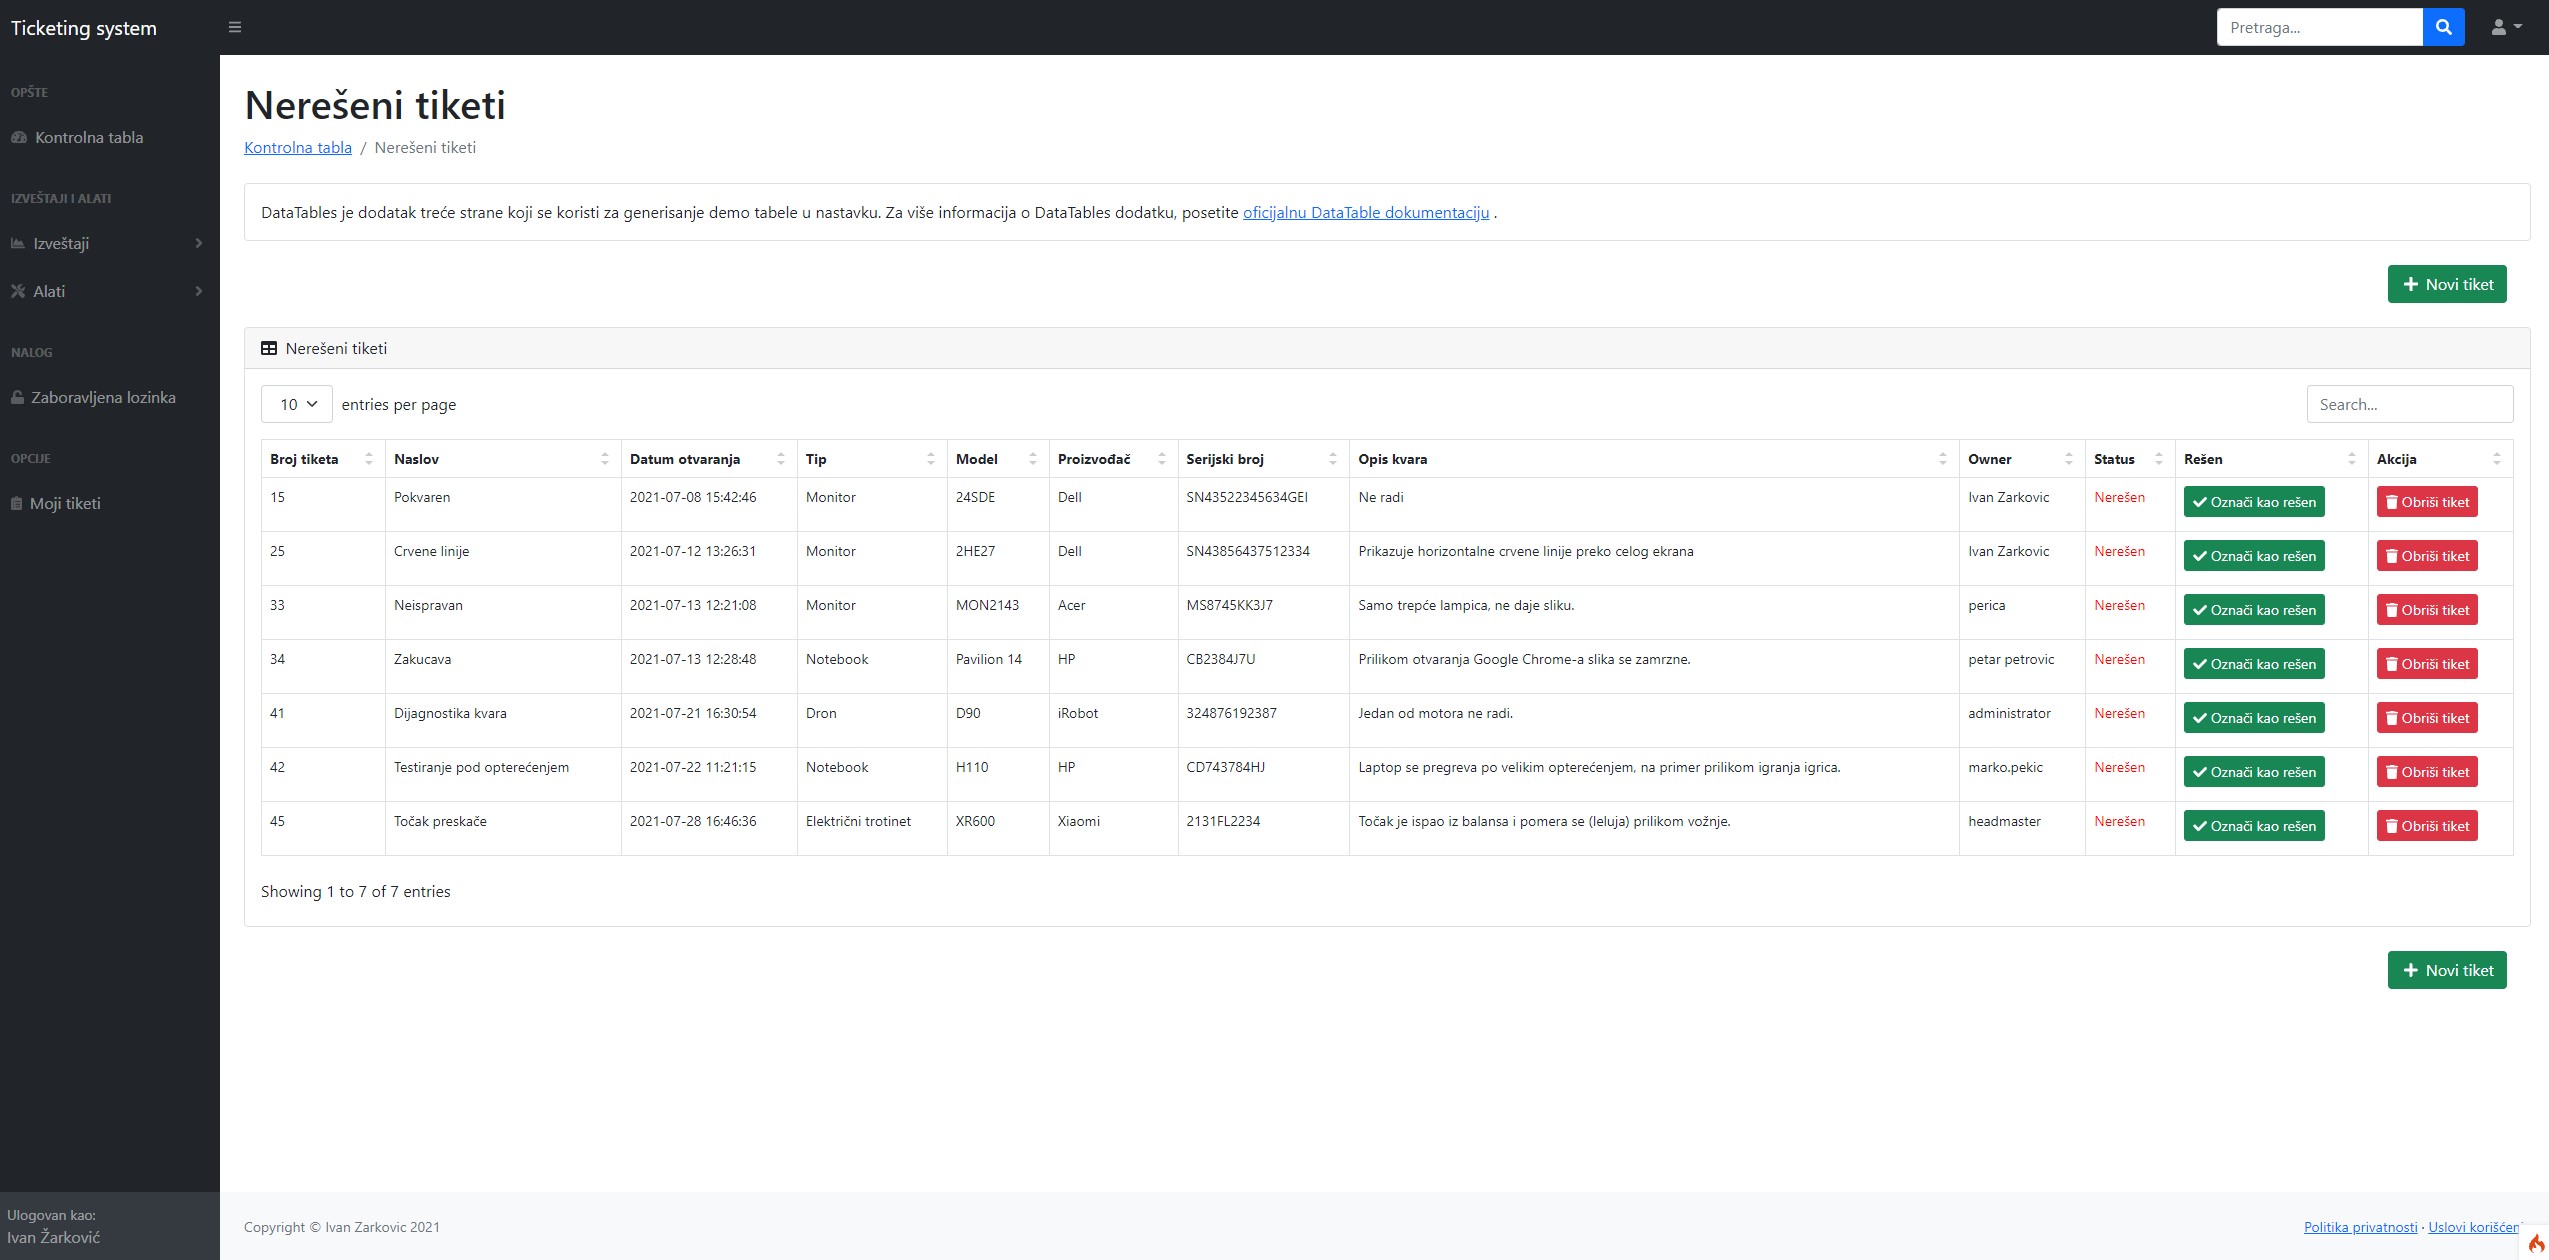 Ticketing system
Pretraga...
OPŠTE
Kontrolna tabla
IZVEŠTAJI I ALATI
Izveštaji
Alati
NALOG
Zaboravljena lozinka
OPCIJE
Moji tiketi
Ulogovan kao:
Ivan Žarković
Nerešeni tiketi
Kontrolna tabla / Nerešeni tiketi
DataTables je dodatak treće strane koji se koristi za generisanje demo tabele u nastavku. Za više informacija o DataTables dodatku, posetite oficijalnu DataTable dokumentaciju .
Novi tiket
Nerešeni tiketi
10 entries per page Search...
Broj tiketa Naslov Datum otvaranja Tip Model Proizvođač Serijski broj Opis kvara Owner Status Rešen Akcija
15 Pokvaren 2021-07-08 15:42:46 Monitor 24SDE Dell SN43522345634GEI Ne radi Ivan Zarkovic Nerešen Označi kao rešen Obriši tiket
25 Crvene linije 2021-07-12 13:26:31 Monitor 2HE27 Dell SN43856437512334 Prikazuje horizontalne crvene linije preko celog ekrana Ivan Zarkovic Nerešen Označi kao rešen Obriši tiket
33 Neispravan 2021-07-13 12:21:08 Monitor MON2143 Acer MS8745KK3J7 Samo trepće lampica, ne daje sliku. perica Nerešen Označi kao rešen Obriši tiket
34 Zakucava 2021-07-13 12:28:48 Notebook Pavilion 14 HP CB2384J7U Prilikom otvaranja Google Chrome-a slika se zamrzne. petar petrovic Nerešen Označi kao rešen Obriši tiket
41 Dijagnostika kvara 2021-07-21 16:30:54 Dron D90 iRobot 324876192387 Jedan od motora ne radi. administrator Nerešen Označi kao rešen Obriši tiket
42 Testiranje pod opterećenjem 2021-07-22 11:21:15 Notebook H110 HP CD743784HJ Laptop se pregreva po velikim opterećenjem, na primer prilikom igranja igrica. marko.pekic Nerešen Označi kao rešen Obriši tiket
45 Točak preskače 2021-07-28 16:46:36 Električni trotinet XR600 Xiaomi 2131FL2234 Točak je ispao iz balansa i pomera se (leluja) prilikom vožnje. headmaster Nerešen Označi kao rešen Obriši tiket
Showing 1 to 7 of 7 entries
Novi tiket
Copyright © Ivan Zarkovic 2021
Politika privatnosti · Uslovi